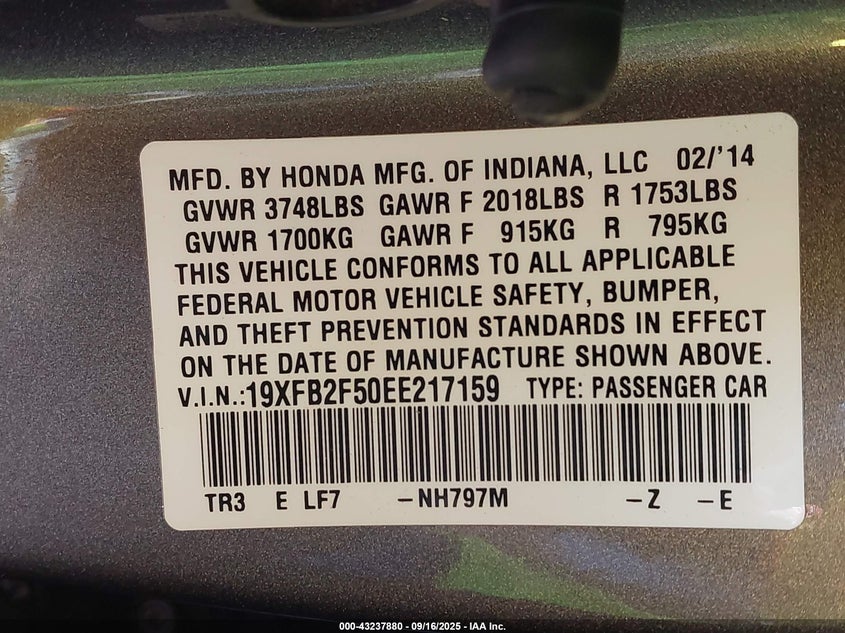 MFD. BY HONDA MFG. OF INDIANA, LLC 02/'14
GVWR 3748LBS GAWR F 2018LBS R 1753LBS
GVWR 1700KG GAWR F 915KG R 795KG
THIS VEHICLE CONFORMS TO ALL APPLICABLE
FEDERAL MOTOR VEHICLE SAFETY, BUMPER,
AND THEFT PREVENTION STANDARDS IN EFFECT
ON THE DATE OF MANUFACTURE SHOWN ABOVE.
V.I.N.:19XFB2F50EE217159 TYPE: PASSENGER CAR
TR3 E LF7 –NH797M –Z –E
000-43237880 - 09/16/2025 - IAA Inc.